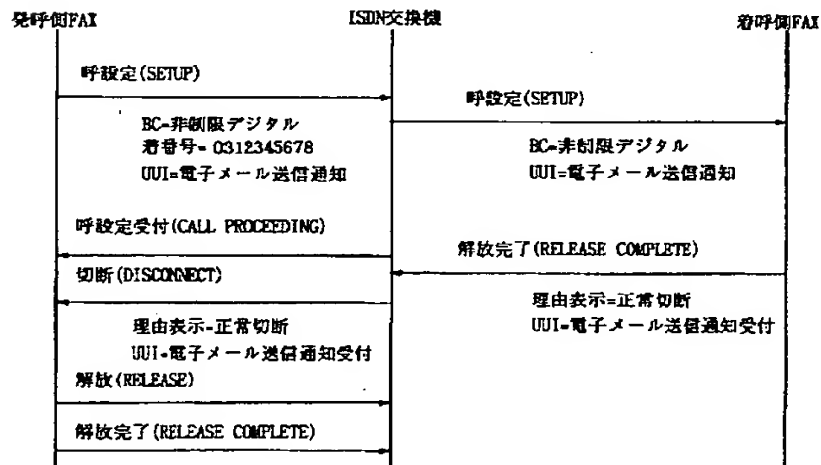 発呼側FAX
ISDN交換機
着呼側FAX
呼設定(SETUP)
呼設定(SETUP)
BC=非制限デジタル
着番号= 0312345678
UUI=電子メール送信通知
BC=非制限デジタル
UUI=電子メール送信通知
呼設定受付(CALL PROCEEDING)
解放完了(RELEASE COMPLETE)
切断(DISCONNECT)
理由表示=正常切断
UUI=電子メール送信通知受付
理由表示=正常切断
UUI=電子メール送信通知受付
解放(RELEASE)
解放完了(RELEASE COMPLETE)